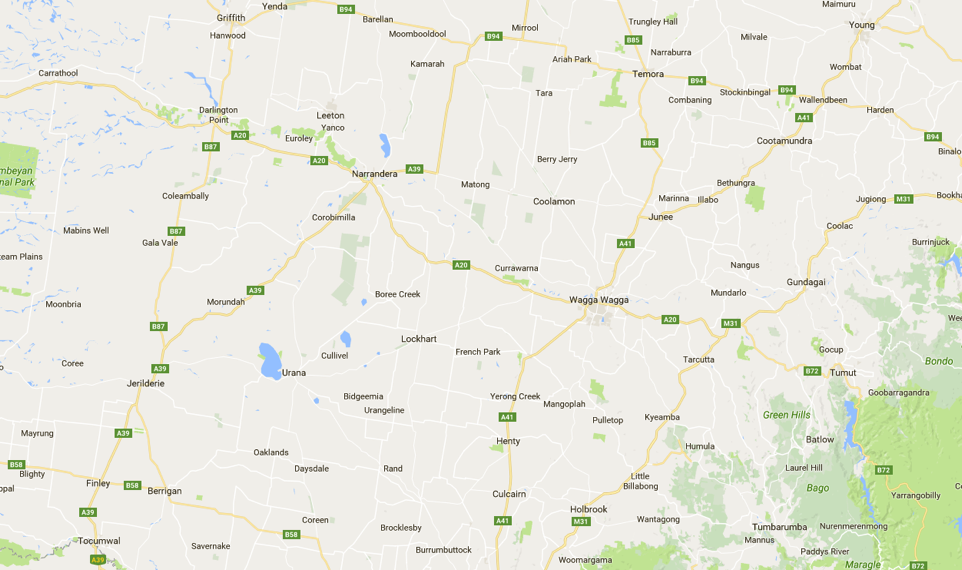 Maimuru
Yenda
B94
Griffith
Barellan
Trungley Hall
Young
Mirrool
Hanwood
Moombooldool
B94
B85
Milvale
Narraburra
Ariah Park
Kamarah
Wombat
Carrathool
Temora
B94
Tara
Stockinbingal
B94
Combaning
Wallendbeen
Darlington
Point
Harden
Leeton
A41
Yanco
A20
B94
Euroley
Cootamundra
B87
B85
Binalo
A20
Berry Jerry
A39
mbeyan
nal Park
Narrandera
Matong
Bethungra
Coleambally
Marinna
Illabo
Jugiong
M31
Bookha
Coolamon
Corobimilla
Junee
Mabins Well
B87
Coolac
Gala Vale
A41
Burrinjuck
team Plains
A20
Currawarna
Nangus
Gundagai
A39
Boree Creek
Mundarlo
Moonbria
Morundah
Wagga Wagga
A20
M31
Wee
B87
Lockhart
French Park
Gocup
Cullivel
Tarcutta
Bondo
Coree
A39
B72
Tumut
Urana
Jerilderie
Goobarragandra
Bidgeemia
Yerong Creek
Mangoplah
Urangeline
Green Hills
A41
Kyeamba
Pulletop
Mayrung
A39
Henty
Batlow
Humula
Oaklands
B58
Daysdale
Rand
Laurel Hill
B72
Blighty
Little
Billabong
Finley
B58
Bago
Berrigan
Culcairn
Yarrangobilly
A39
Holbrook
Coreen
A41
M31
Wantagong
Brocklesby
Tumbarumba
Nurenmerenmong
B58
Tocumwal
Mannus
Savernake
Burrumbuttock
Paddys River
A39
Woomargama
Maragle
B72